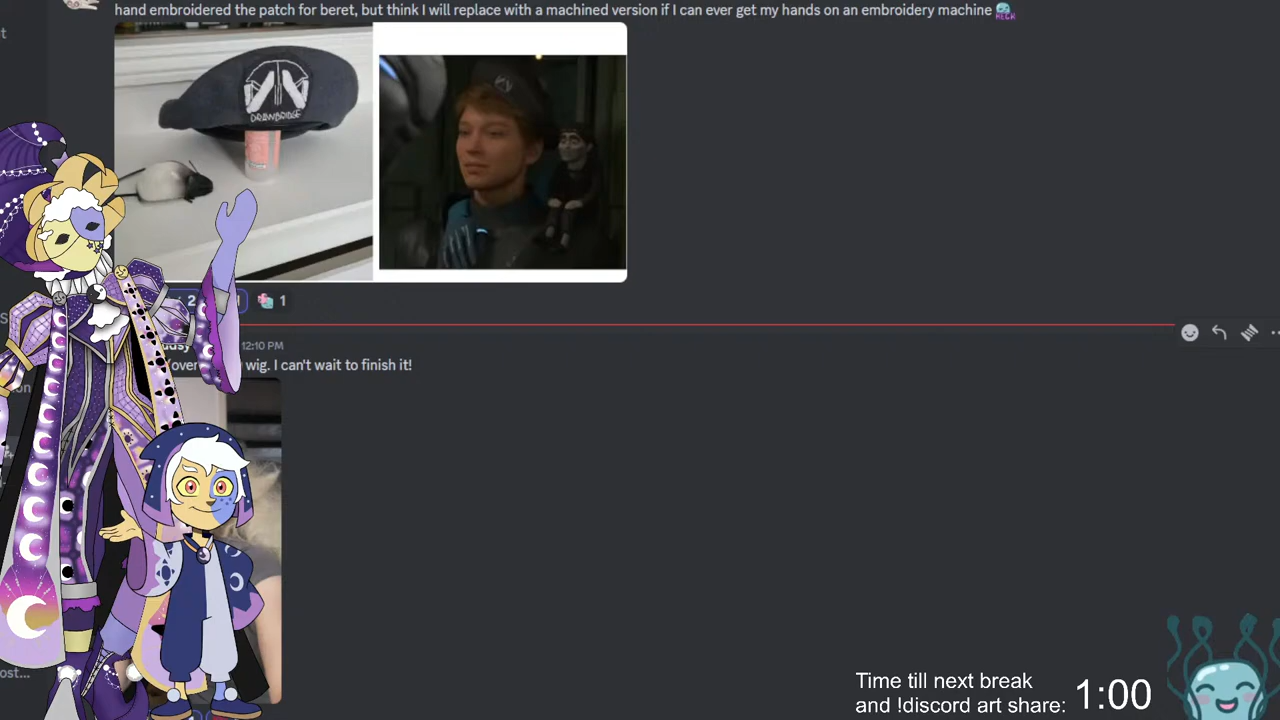 hand embroidered the patch for beret, but think I will replace with a machined version if I can ever get my hands on an embroidery machine
HECK
DRAWBRIDGE
2
1
12:10 PM
wig. I can't wait to finish it!
Time till next break
and !discord art share: 1:00
ost...